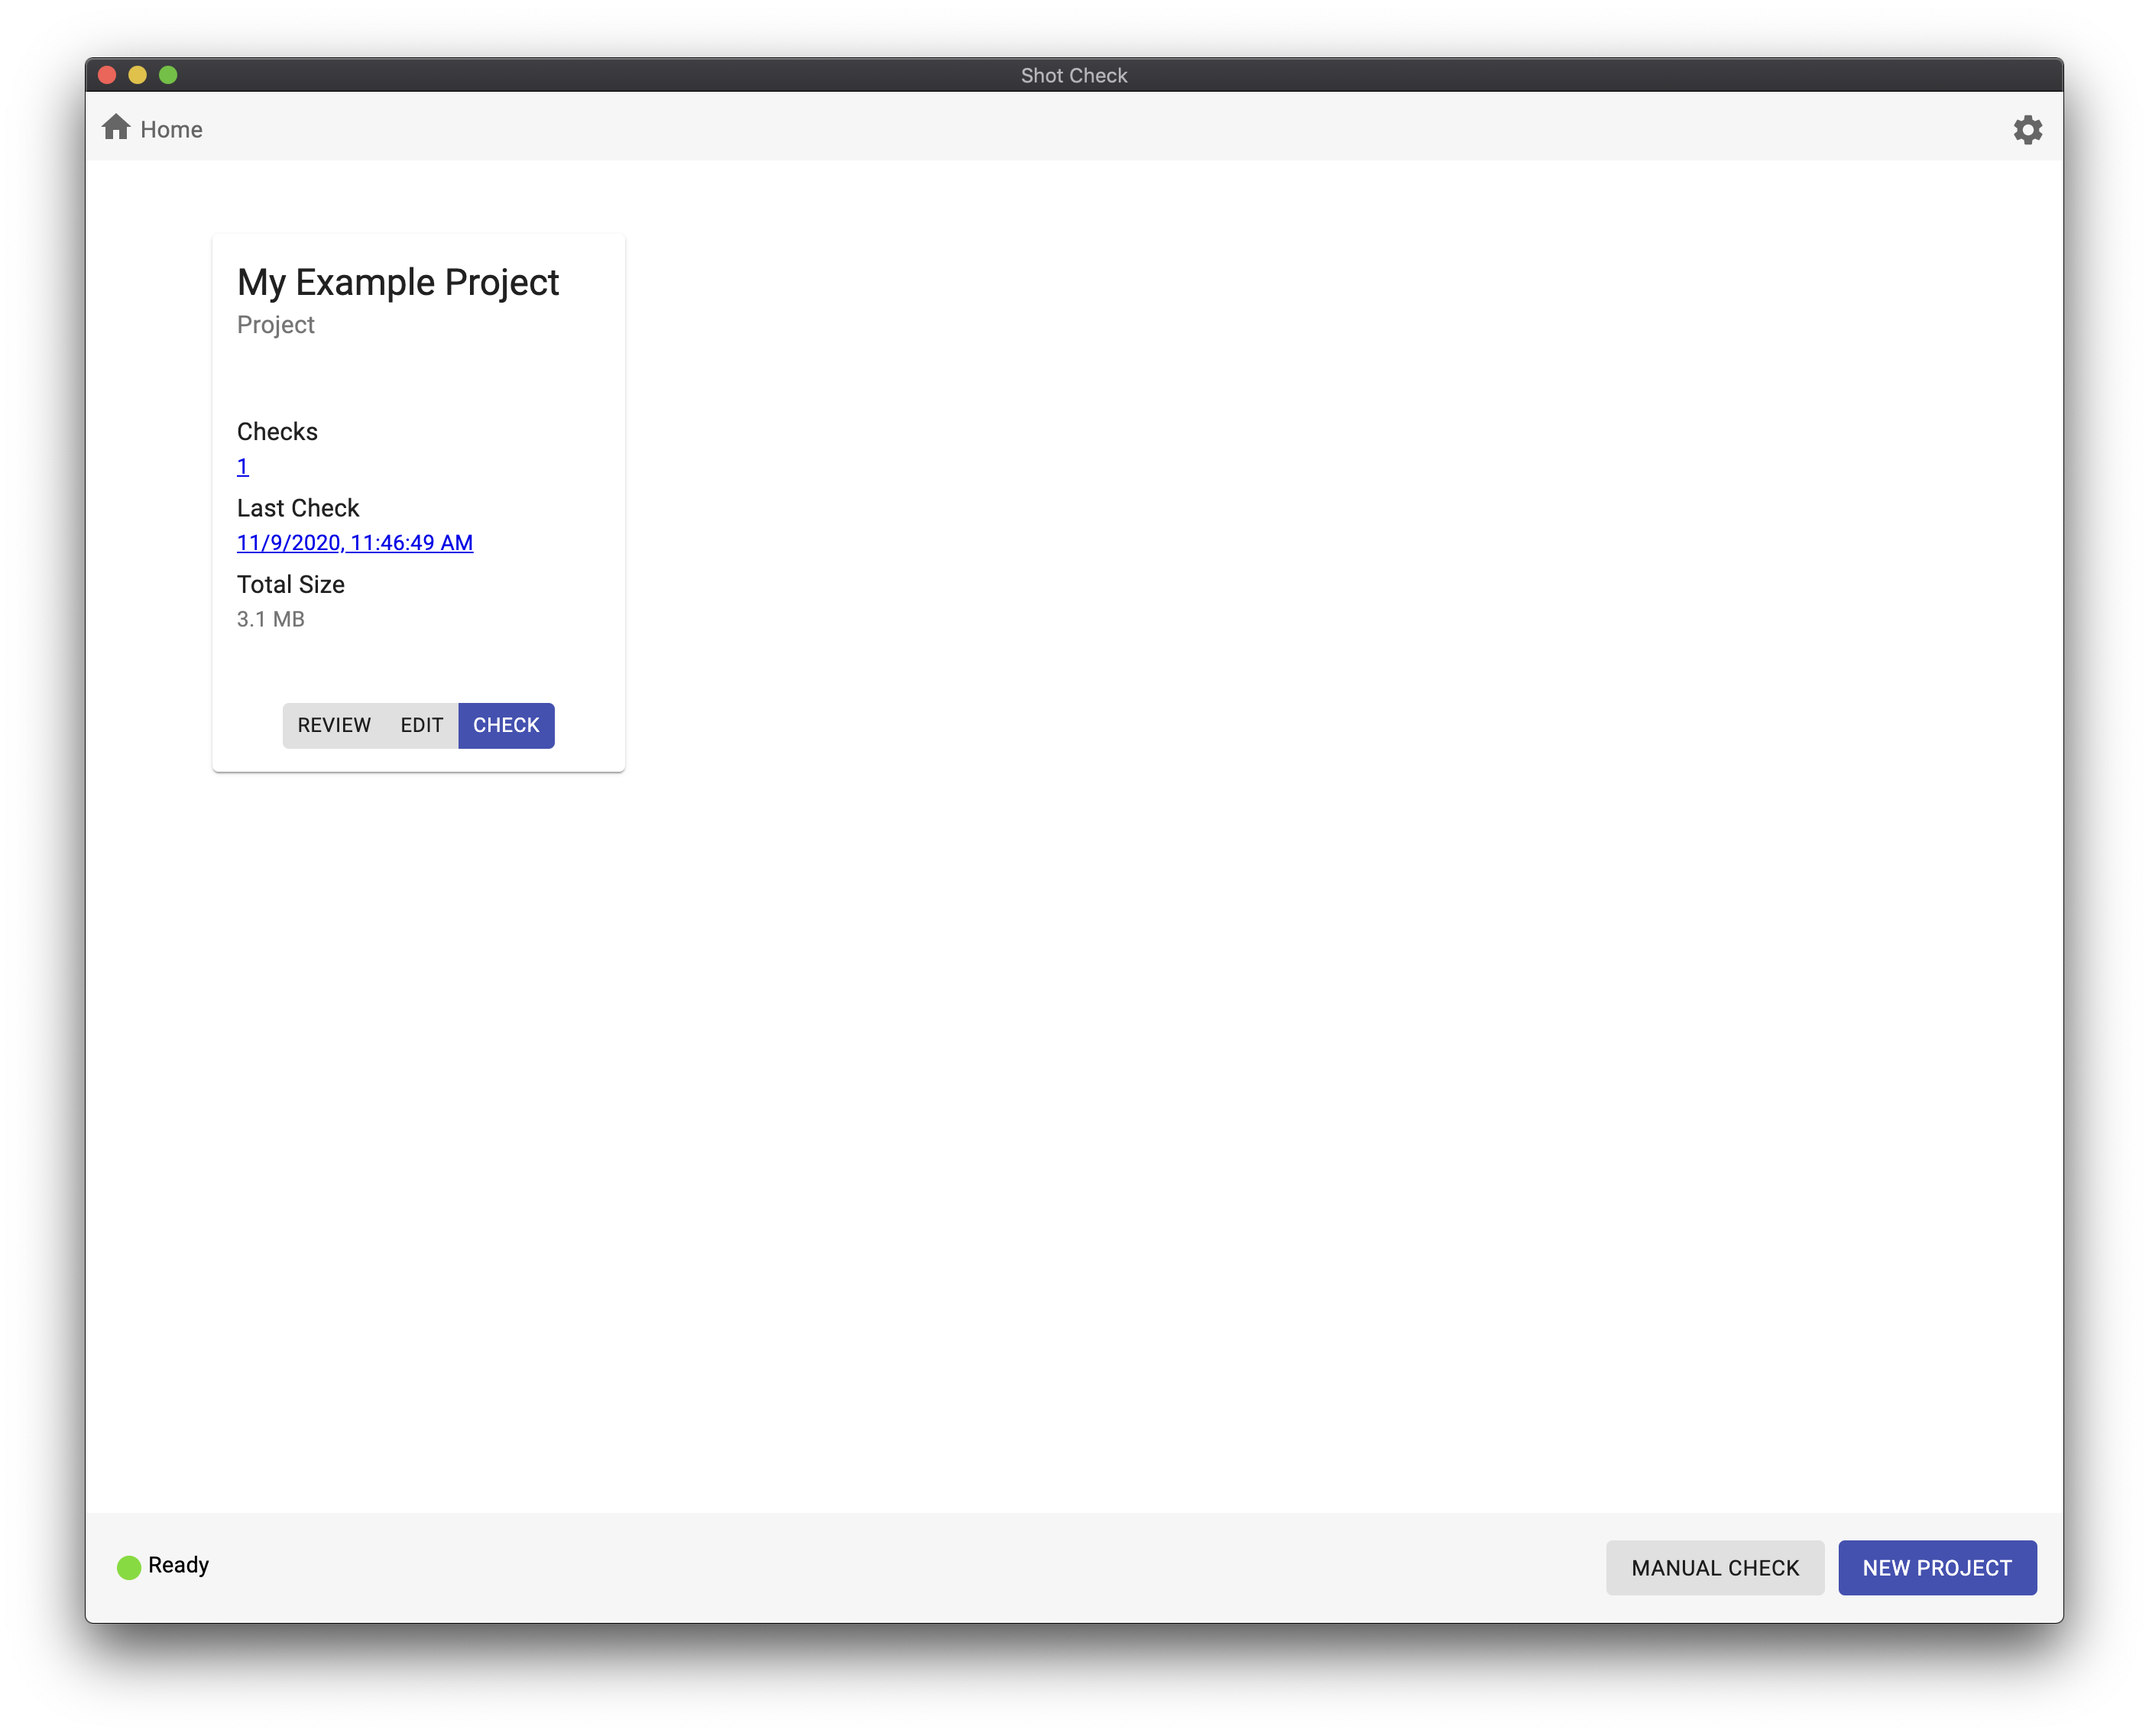 Shot Check
Home
My Example Project
Project
Checks
1
Last Check
11/9/2020, 11:46:49 AM
Total Size
3.1 MB
REVIEW EDIT CHECK
Ready
MANUAL CHECK NEW PROJECT